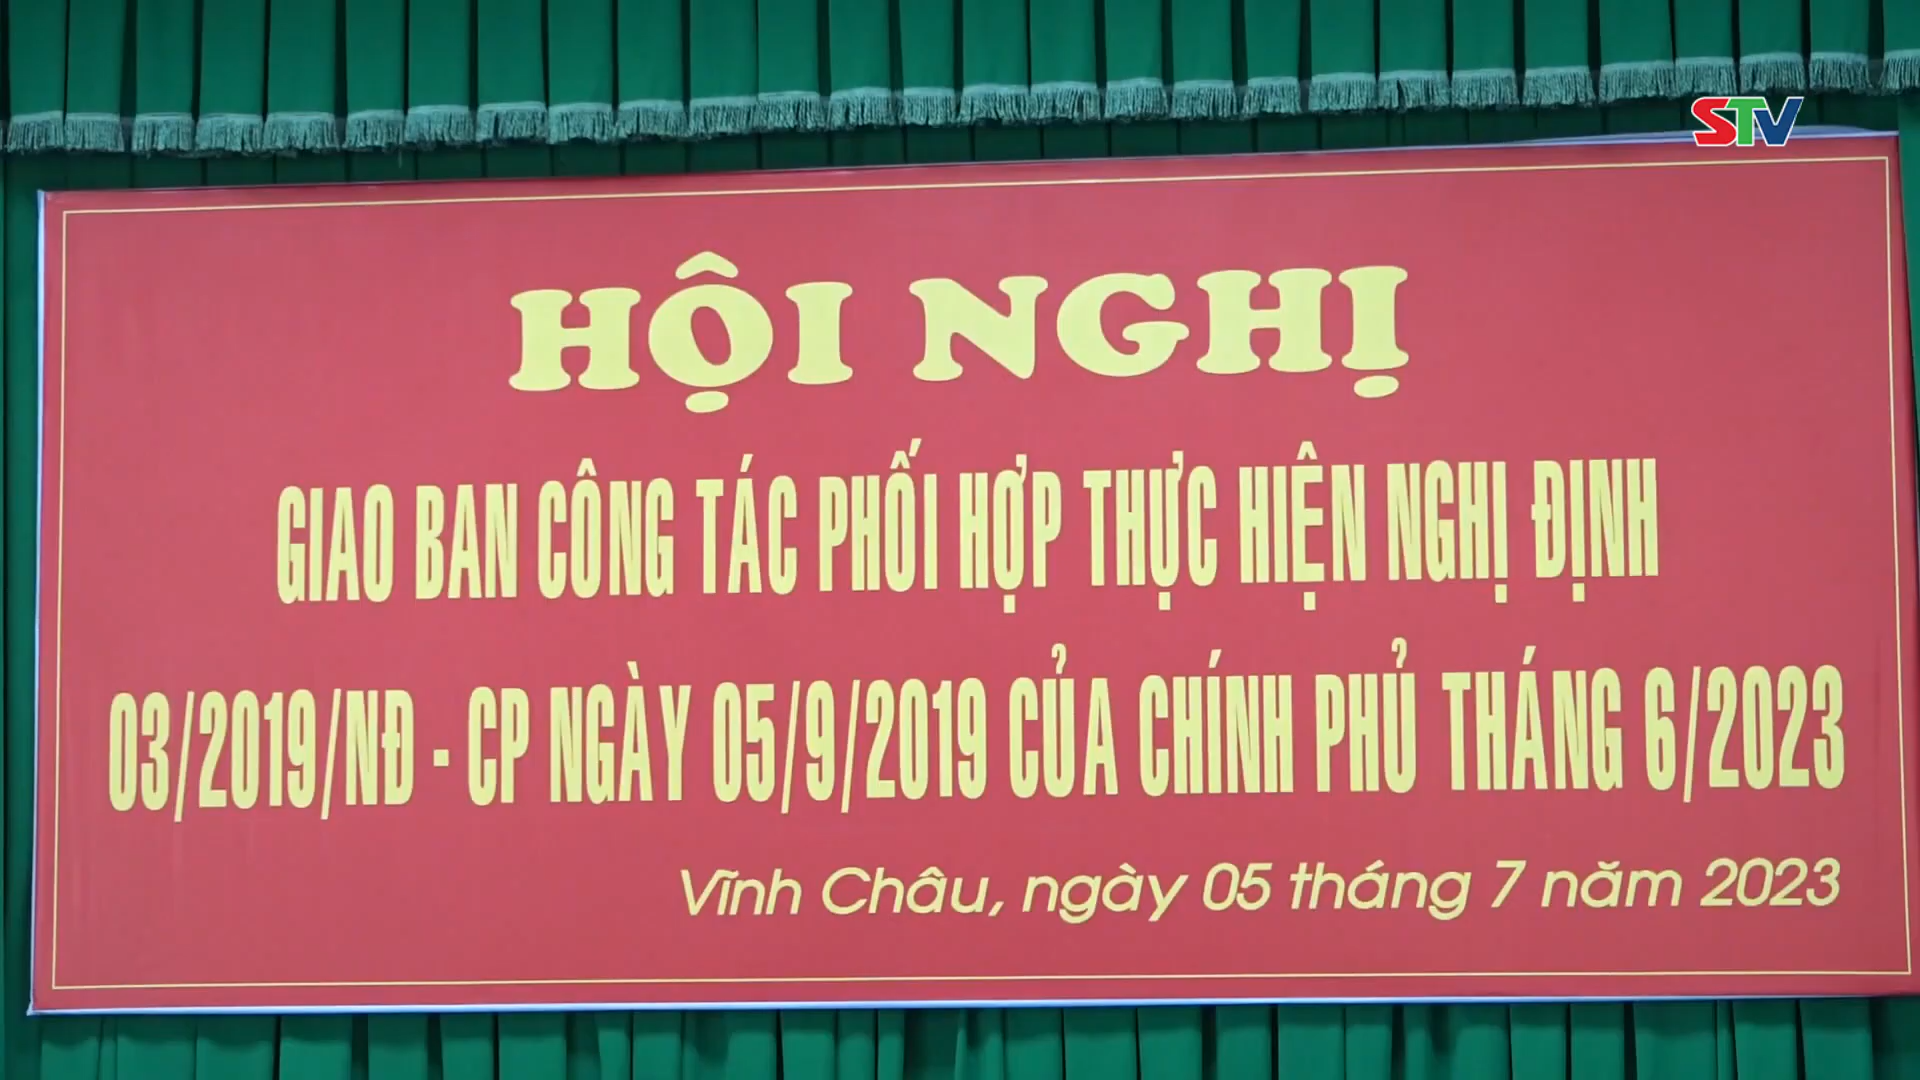 STV
HỘI NGHỊ
GIAO BAN CÔNG TÁC PHỐI HỢP THỰC HIỆN NGHỊ ĐỊNH
03/2019/NĐ - CP NGÀY 05/9/2019 CỦA CHÍNH PHỦ THÁNG 6/2023
Vĩnh Châu, ngày 05 tháng 7 năm 2023